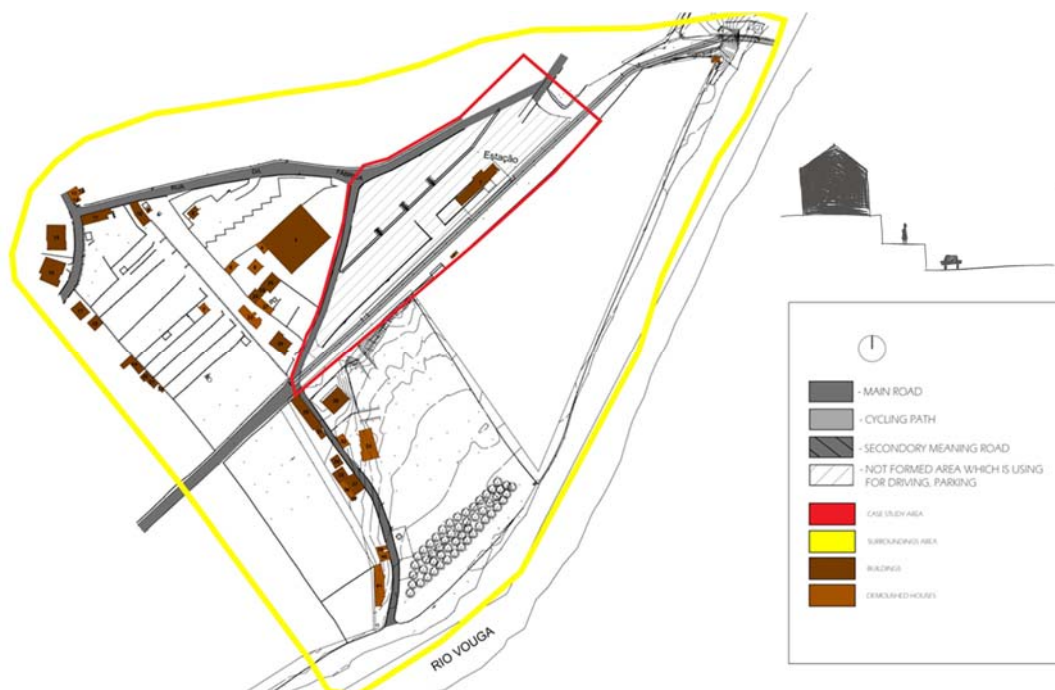 Estação
RUA
DA
RIO VOUGA
- MAIN ROAD
- CYCLING PATH
- SECONDORY MEANING ROAD
- NOT FORMED AREA WHICH IS USING
FOR DRIVING, PARKING
CASE STUDY AREA
SURROUNDINGS AREA
BUILDINGS
DEMOLISHED HOUSES